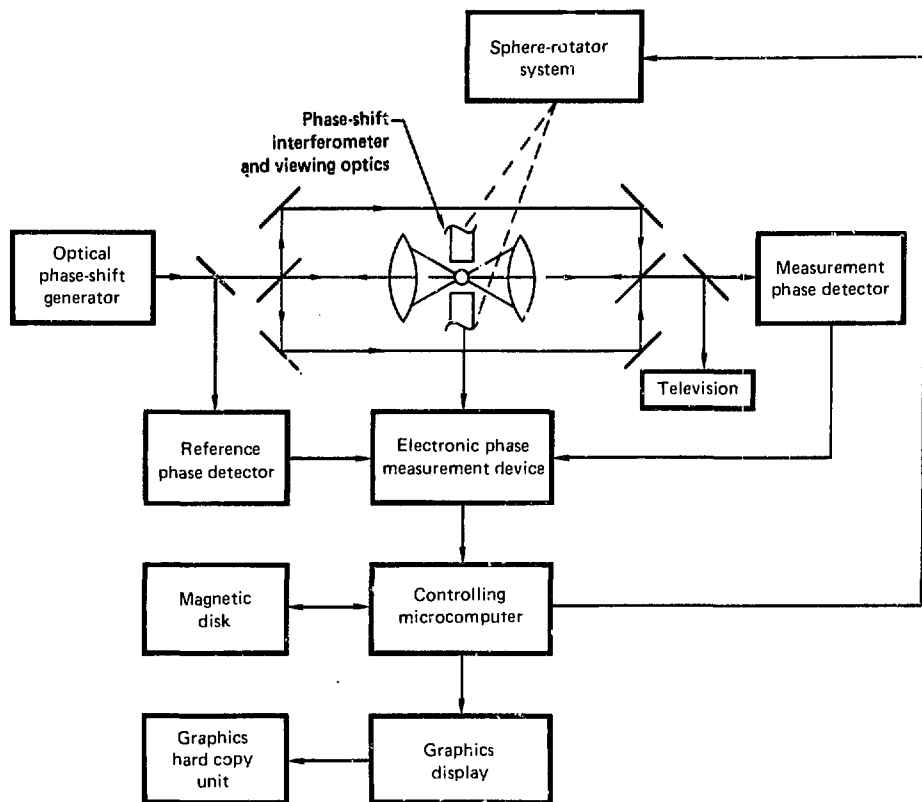 Sphere-rotator
system
Phase-shift
interferometer
and viewing optics
Optical
phase-shift
generator
Measurement
phase detector
Television
Reference
phase detector
Electronic phase
measurement device
Magnetic
disk
Controlling
microcomputer
Graphics
hard copy
unit
Graphics
display